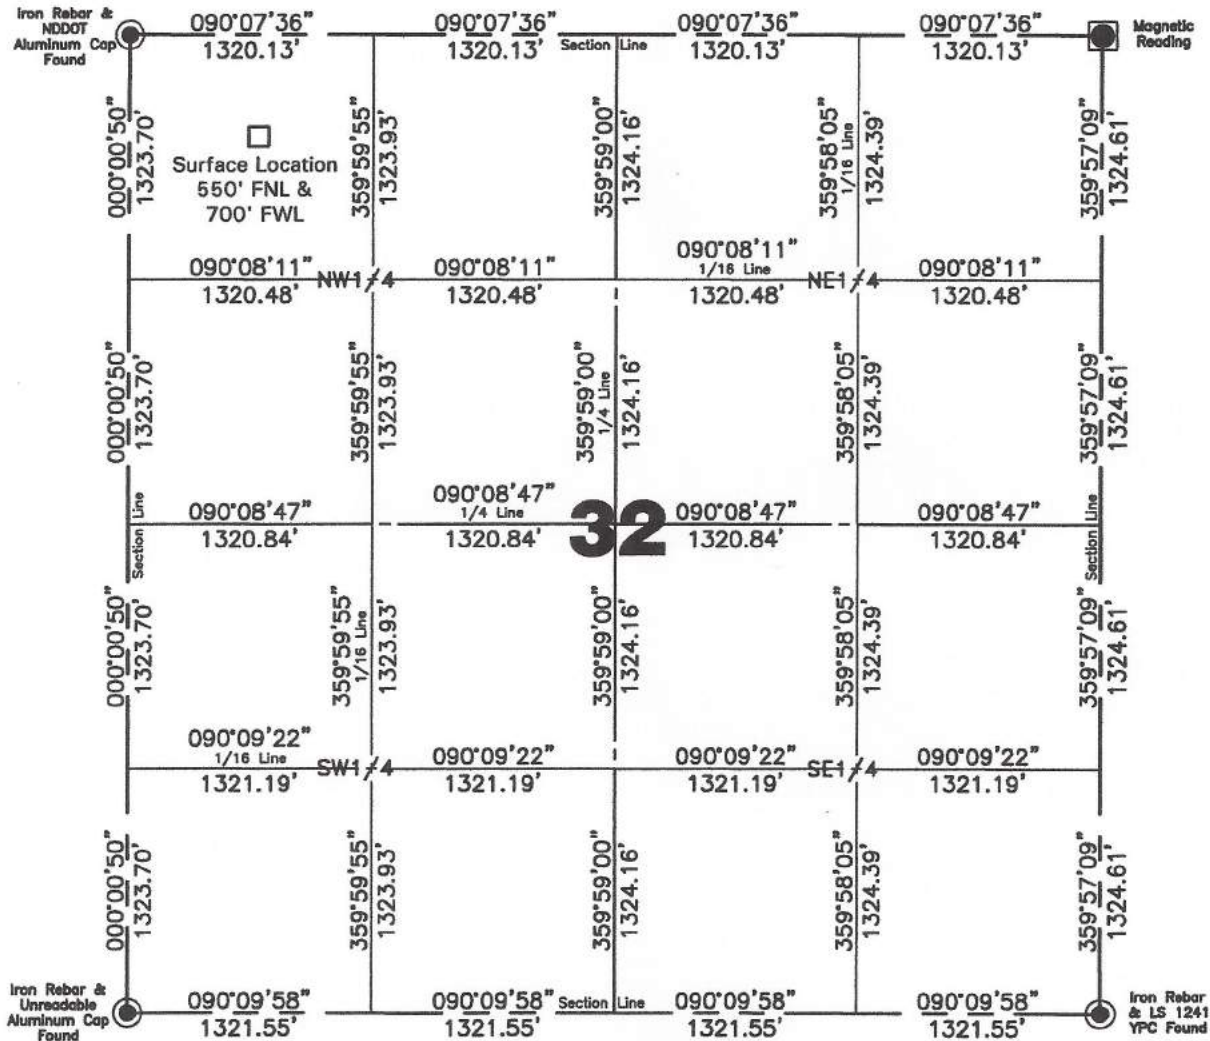 Iron Rebar &
NDDOT
Aluminum Cap
Found
090°07'36"
1320.13'
090°07'36"
1320.13'
Section Line
090°07'36"
1320.13'
090°07'36"
1320.13'
Magnetic
Reading
000°00'50"
1323.70'
Surface Location
550' FNL &
700' FWL
359°59'55"
1323.93'
359°59'00"
1324.16'
359°58'05"
1/16 Line
1324.39'
359°57'09"
1324.61'
090°08'11"
1320.48'
NW1/4
090°08'11"
1320.48'
090°08'11"
1/16 Line
1320.48'
NE1/4
090°08'11"
1320.48'
000°00'50"
1323.70'
359°59'55"
1323.93'
359°59'00"
1/4 Line
1324.16'
359°58'05"
1324.39'
359°57'09"
1324.61'
Section Line
090°08'47"
1320.84'
090°08'47"
1/4 Line
1320.84'
32
090°08'47"
1320.84'
090°08'47"
1320.84'
Section Line
000°00'50"
1323.70'
359°59'55"
1/16 Line
1323.93'
359°59'00"
1324.16'
359°58'05"
1324.39'
359°57'09"
1324.61'
090°09'22"
1/16 Line
1321.19'
SW1/4
090°09'22"
1321.19'
090°09'22"
1321.19'
SE1/4
090°09'22"
1321.19'
000°00'50"
1323.70'
359°59'55"
1323.93'
359°59'00"
1324.16'
359°58'05"
1324.39'
359°57'09"
1324.61'
Iron Rebar &
Unreadable
Aluminum Cap
Found
090°09'58"
1321.55'
090°09'58"
1321.55'
Section Line
090°09'58"
1321.55'
090°09'58"
1321.55'
Iron Rebar
& LS 1241
YPC Found